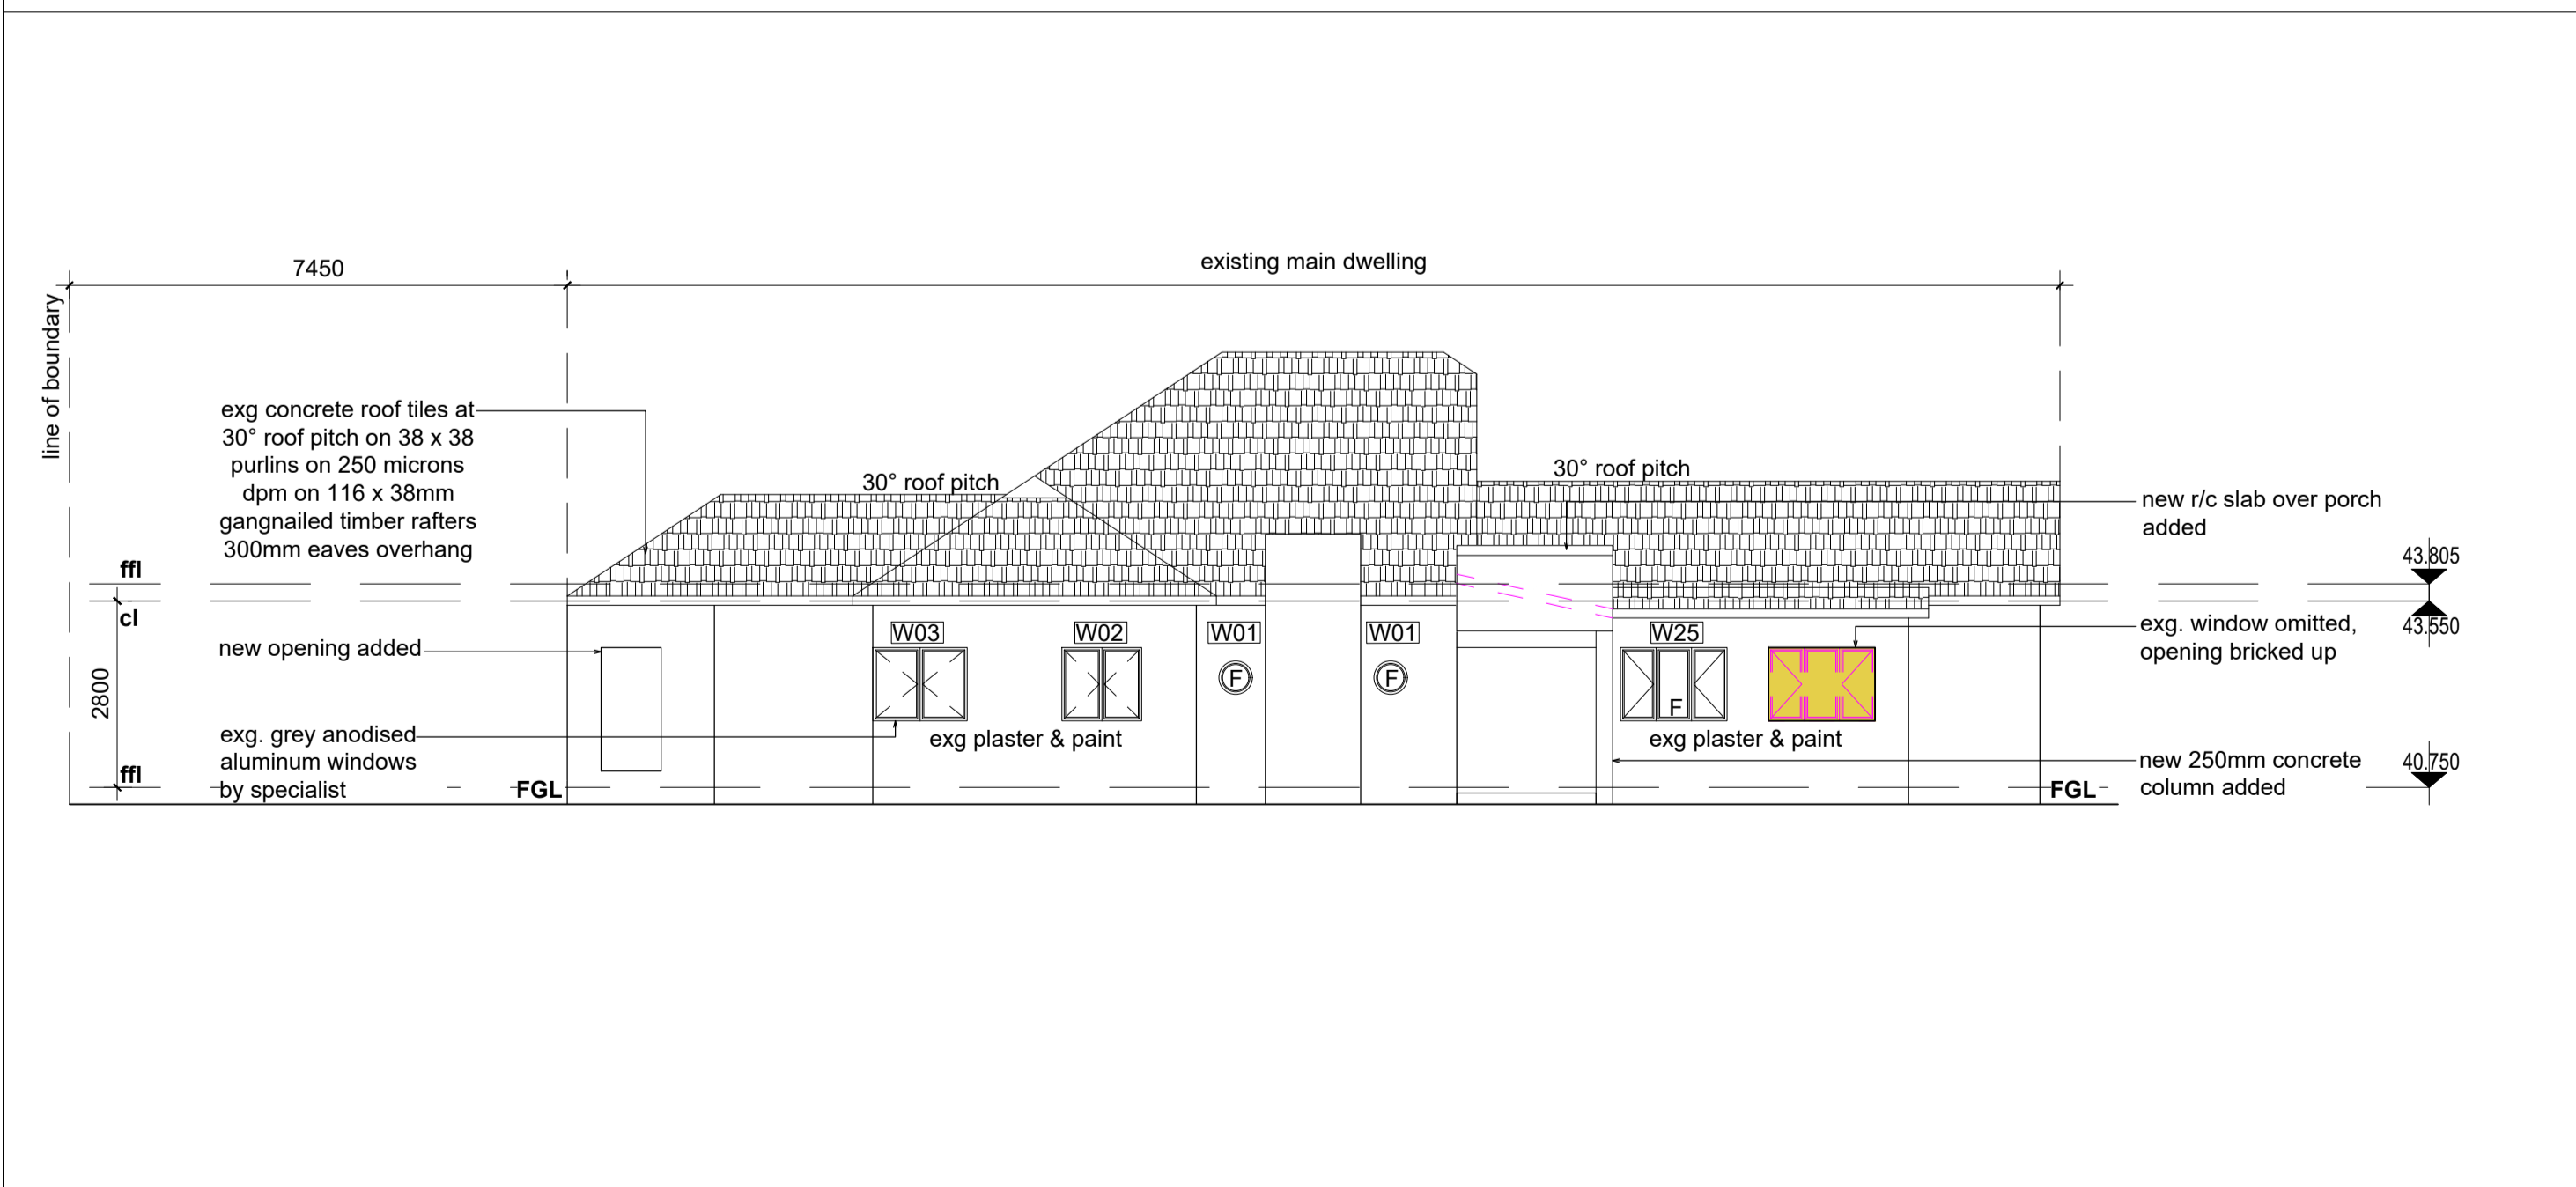 7450
existing main dwelling
line of boundary
exg concrete roof tiles at
30° roof pitch on 38 x 38
purlins on 250 microns
dpm on 116 x 38mm
gangnailed timber rafters
300mm eaves overhang
30° roof pitch
30° roof pitch
new r/c slab over porch
added
ffl
43.805
cl
43.550
new opening added
W03
W02
W01
W01
W25
exg. window omitted,
opening bricked up
F
F
F
2800
exg. grey anodised
aluminum windows
by specialist
exg plaster & paint
exg plaster & paint
new 250mm concrete
column added
ffl
40.750
FGL
FGL